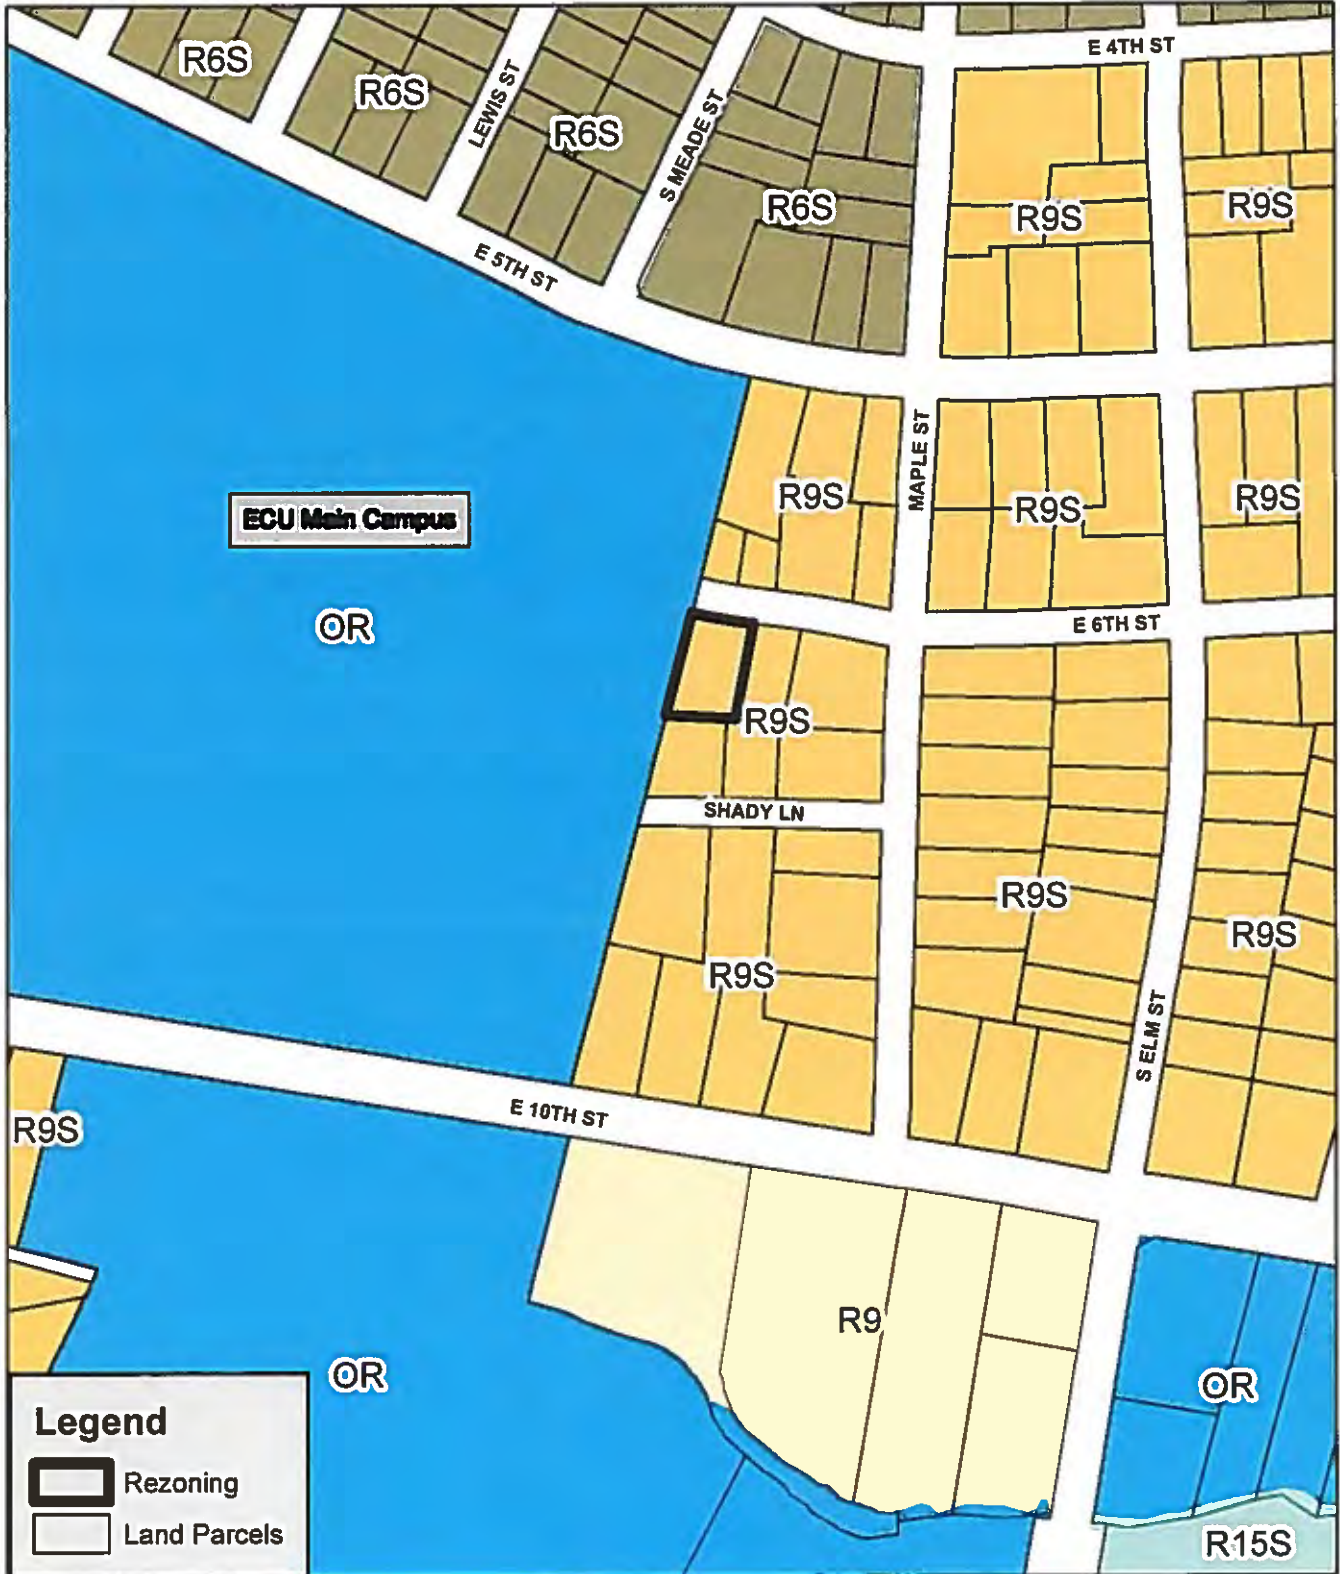 E 4TH ST
R6S
R6S
LEWIS ST
R6S
S MEADE ST
R6S
R9S
R9S
E 5TH ST
MAPLE ST
R9S
R9S
R9S
ECU Main Campus
OR
E 6TH ST
R9S
SHADY LN
R9S
R9S
R9S
S ELM ST
E 10TH ST
R9S
R9
OR
OR
R15S
Legend
Rezoning
Land Parcels